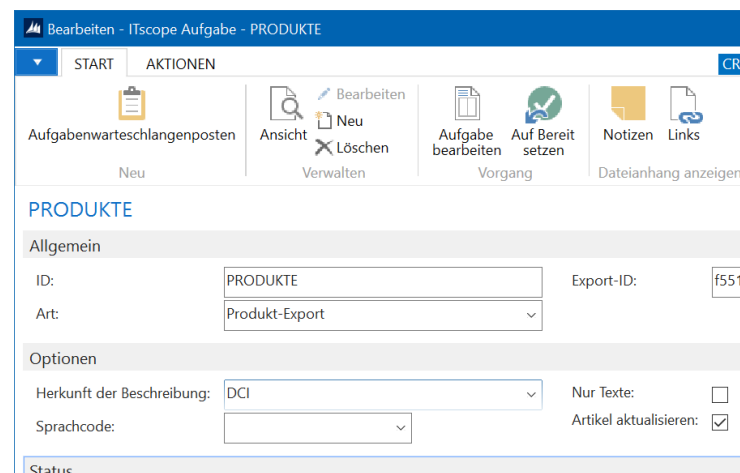 Bearbeiten - ITscope Aufgabe - PRODUKTE
START AKTIONEN
CR
Aufgabenwarteschlangenposten
Ansicht
Bearbeiten
Neu
Löschen
Aufgabe bearbeiten
Auf Bereit setzen
Notizen
Links
Neu
Verwalten
Vorgang
Dateianhang anzeigen
PRODUKTE
Allgemein
ID: PRODUKTE Export-ID: f551
Art: Produkt-Export
Optionen
Herkunft der Beschreibung: DCI Nur Texte:
Sprachcode: Artikel aktualisieren:
Status